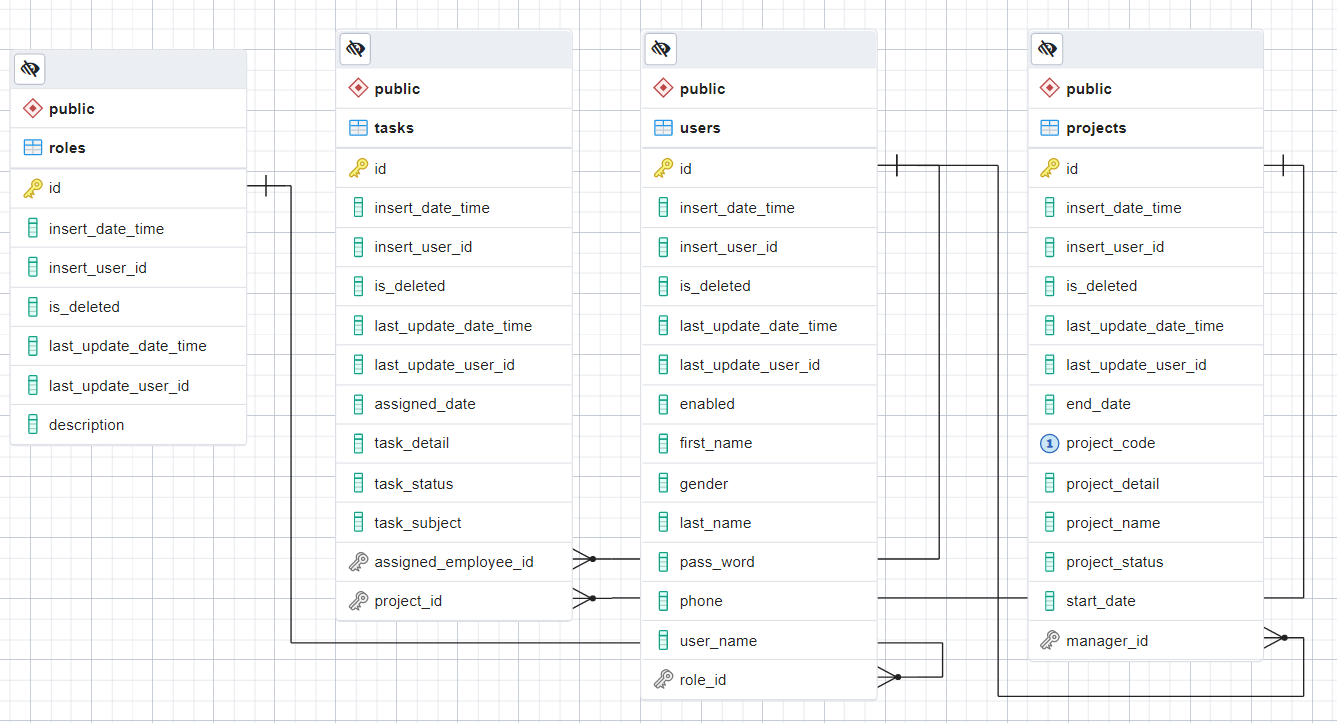 public
roles
id
insert_date_time
insert_user_id
is_deleted
last_update_date_time
last_update_user_id
description
public
tasks
id
insert_date_time
insert_user_id
is_deleted
last_update_date_time
last_update_user_id
assigned_date
task_detail
task_status
task_subject
assigned_employee_id
project_id
public
users
id
insert_date_time
insert_user_id
is_deleted
last_update_date_time
last_update_user_id
enabled
first_name
gender
last_name
pass_word
phone
user_name
role_id
public
projects
id
insert_date_time
insert_user_id
is_deleted
last_update_date_time
last_update_user_id
end_date
1 project_code
project_detail
project_name
project_status
start_date
manager_id